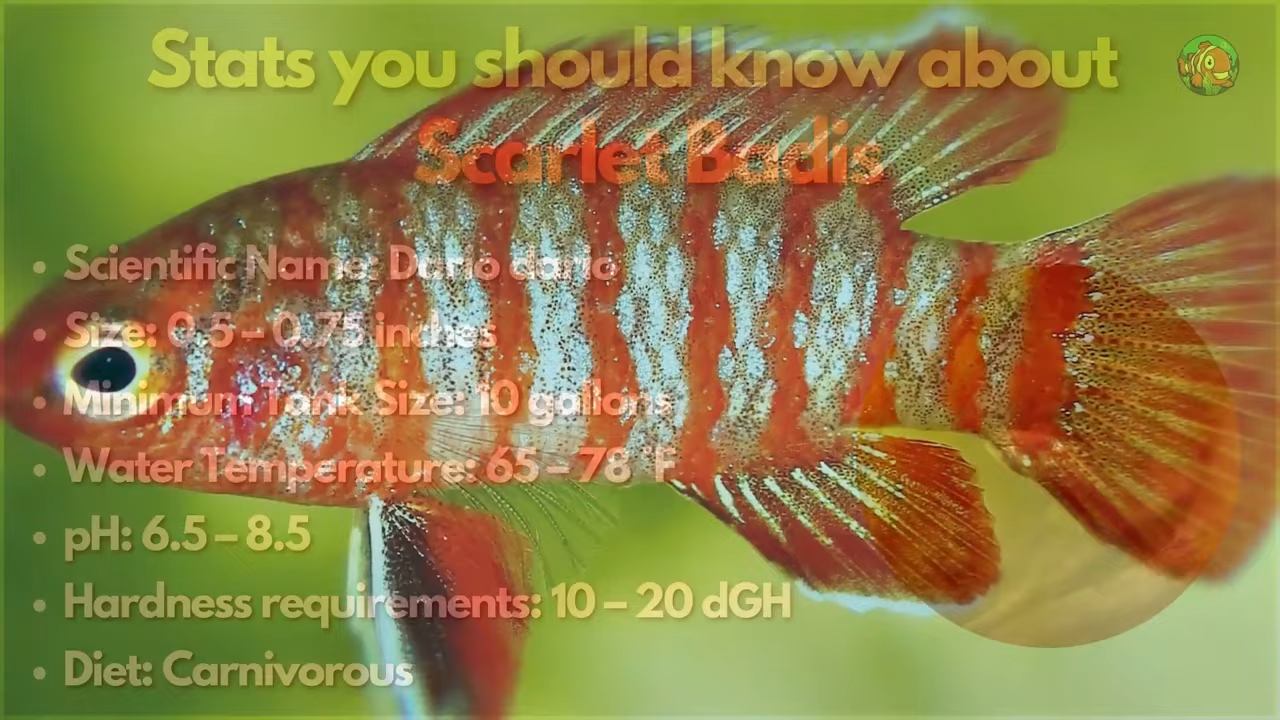 Stats you should know about
Scarlet Badis
• Scientific Name: Dario dario
• Size: 0.5 – 0.75 inches
• Minimum Tank Size: 10 gallons
• Water Temperature: 65 – 78 °F
• pH: 6.5 – 8.5
• Hardness requirements: 10 – 20 dGH
• Diet: Carnivorous